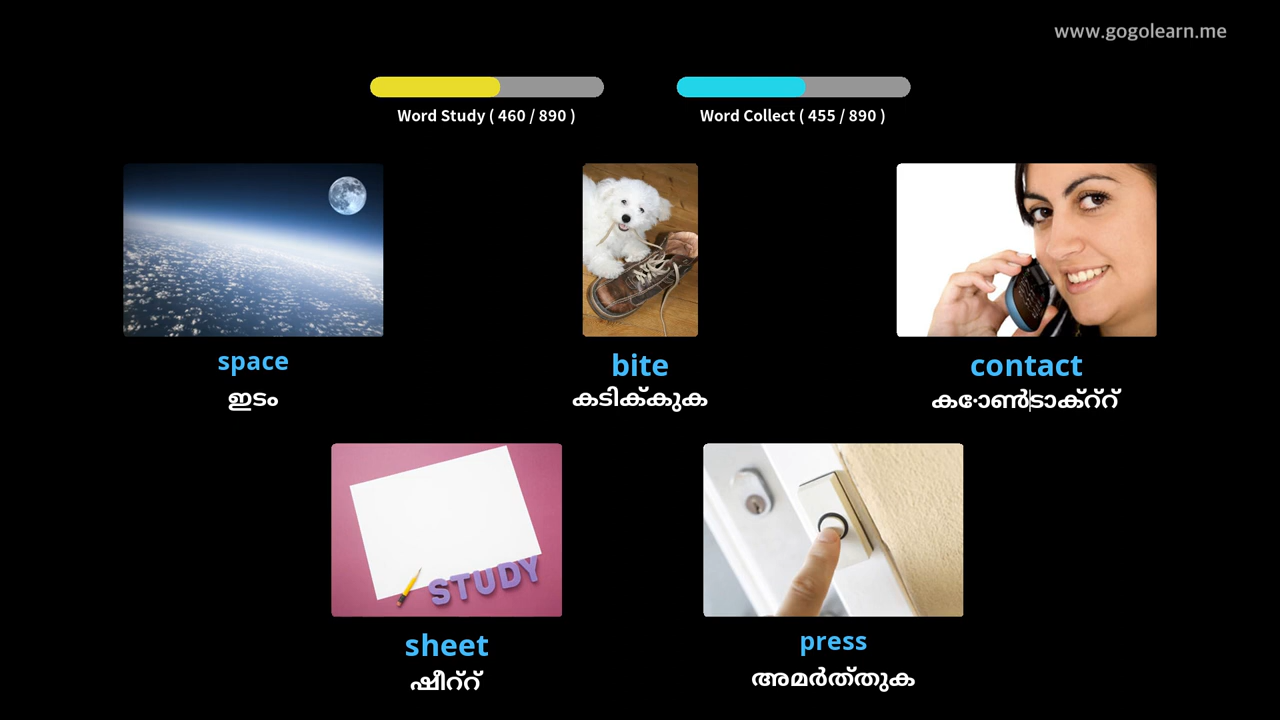 www.gogolearn.me
Word Study ( 460 / 890 )
Word Collect ( 455 / 890 )
space
ഇടം
bite
കടിക്കുക
contact
കോൺ|ടാക്റ്റ്
STUDY
sheet
ഷീറ്റ്
press
അമർത്തുക